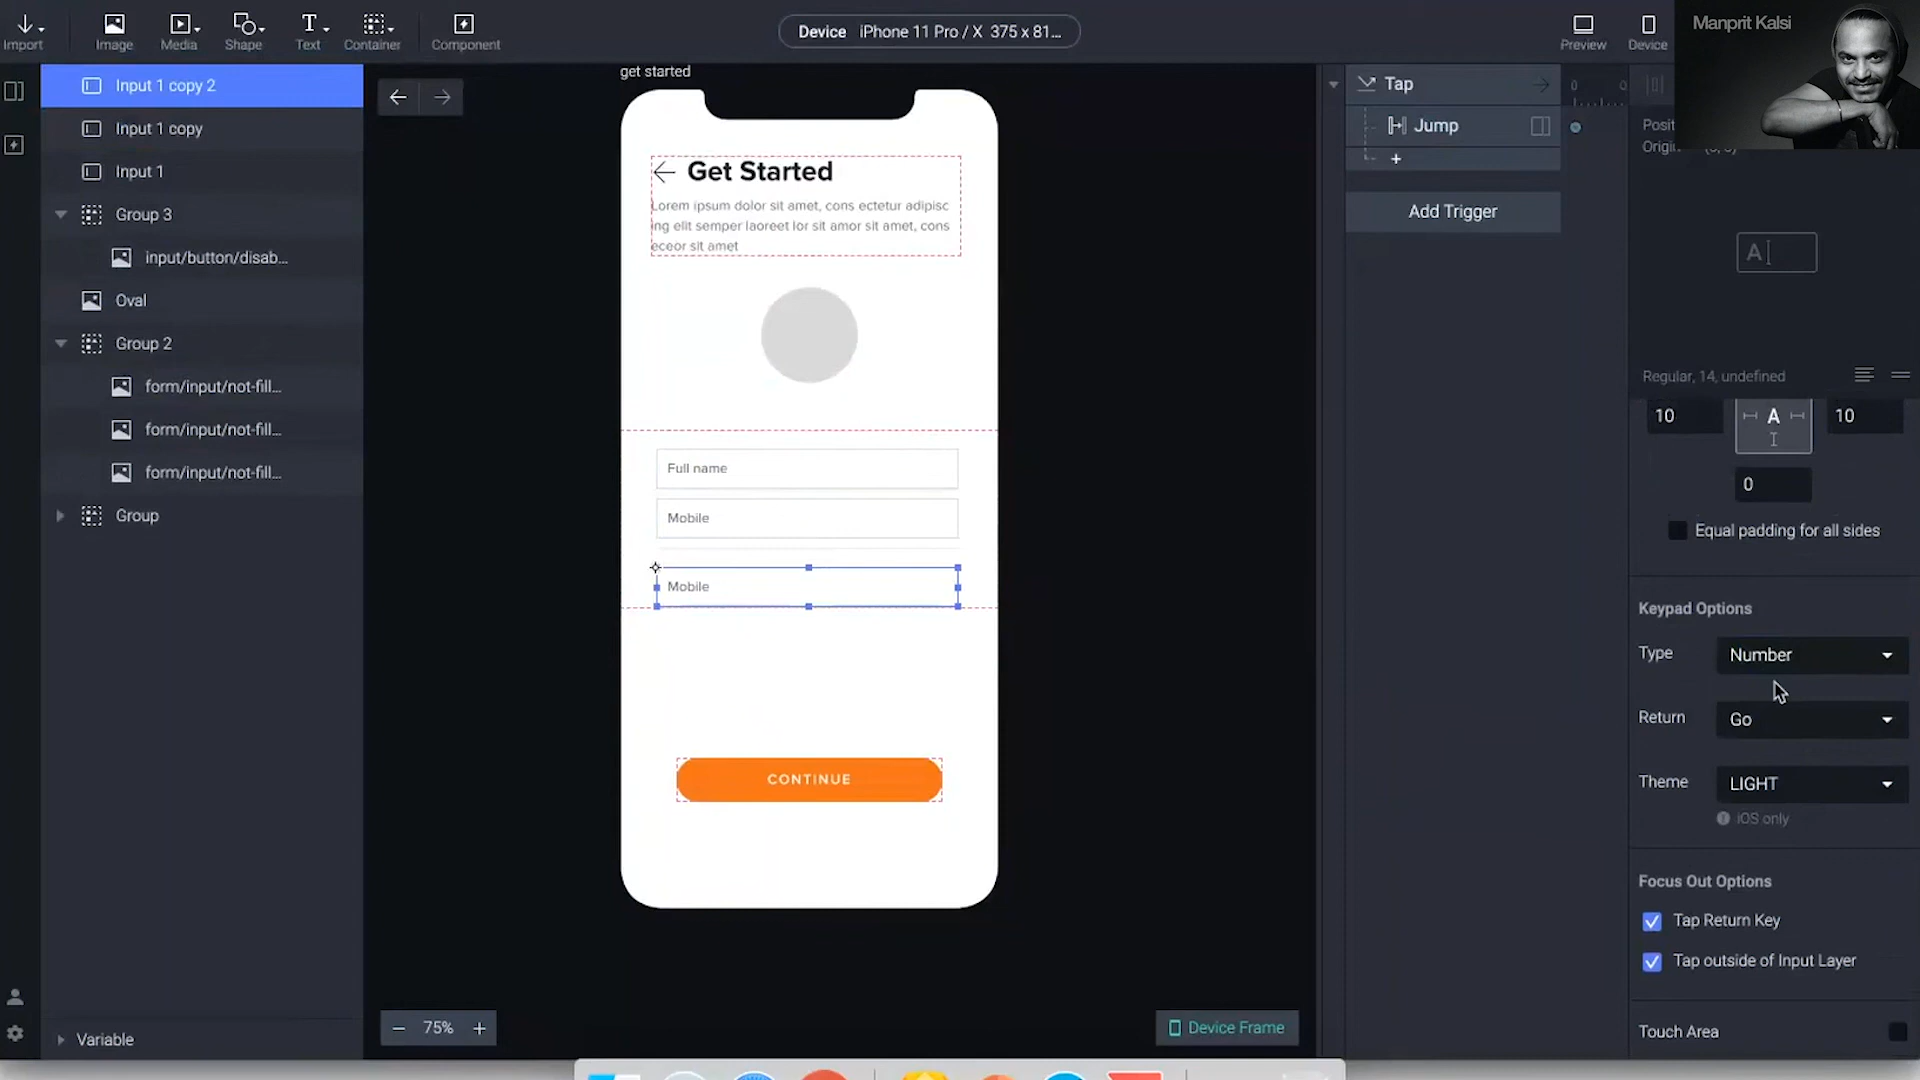 Import
Image
Media
Shape
Text
Container
Component
Device iPhone 11 Pro / X 375 x 81...
Preview
Device
Manprit Kalsi
Input 1 copy 2
Input 1 copy
Input 1
Group 3
input/button/disab...
Oval
Group 2
form/input/not-fill...
form/input/not-fill...
form/input/not-fill...
Group
Variable
get started
Get Started
Lorem ipsum dolor sit amet, cons ectetur adipisc
ing elit semper laoreet lor sit amor sit amet, cons
eceor sit amet
Full name
Mobile
Mobile
CONTINUE
75%
Device Frame
Tap
Jump
Add Trigger
0
Posit
Origi
A
Regular, 14, undefined
10
A
10
0
Equal padding for all sides
Keypad Options
Type Number
Return Go
Theme LIGHT
iOS only
Focus Out Options
Tap Return Key
Tap outside of Input Layer
Touch Area